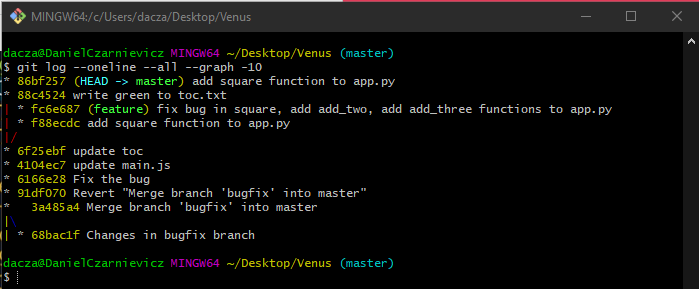 MINGW64:/c/Users/dacza/Desktop/Venus
dacza@DanielCzarnievicz MINGW64 ~/Desktop/Venus (master)
$ git log --oneline --all --graph -10
* 86bf257 (HEAD -> master) add square function to app.py
* 88c4524 write green to toc.txt
| * fc6e687 (feature) fix bug in square, add add_two, add add_three functions to app.py
| * f88ecdc add square function to app.py
|/
* 6f25ebf update toc
* 4104ec7 update main.js
* 6166e28 Fix the bug
* 91df070 Revert "Merge branch 'bugfix' into master"
*   3a485a4 Merge branch 'bugfix' into master
|\
| * 68bac1f Changes in bugfix branch
dacza@DanielCzarnievicz MINGW64 ~/Desktop/Venus (master)
$